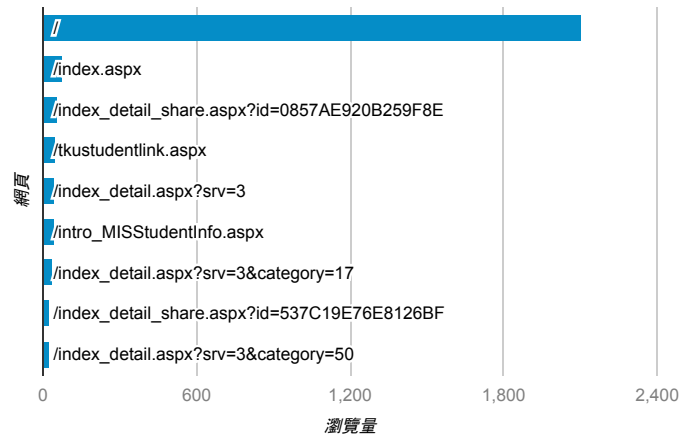 /
/index.aspx
/index_detail_share.aspx?id=0857AE920B259F8E
/tkustudentlink.aspx
/index_detail.aspx?srv=3
/intro_MISStudentInfo.aspx
/index_detail.aspx?srv=3&category=17
/index_detail_share.aspx?id=537C19E76E8126BF
/index_detail.aspx?srv=3&category=50
網頁
0 600 1,200 1,800 2,400
瀏覽量